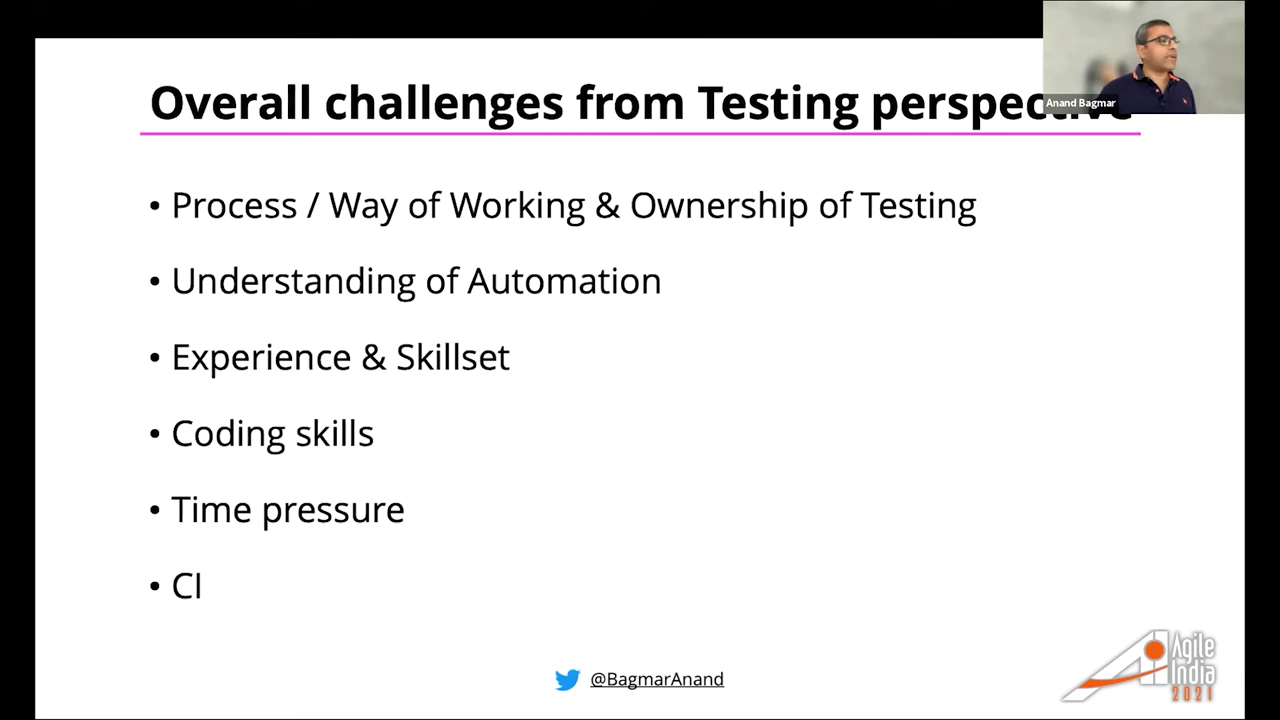 Overall challenges from Testing perspective
Anand Bagmar
• Process / Way of Working & Ownership of Testing
• Understanding of Automation
• Experience & Skillset
• Coding skills
• Time pressure
• CI
@BagmarAnand
Agile
India
2021